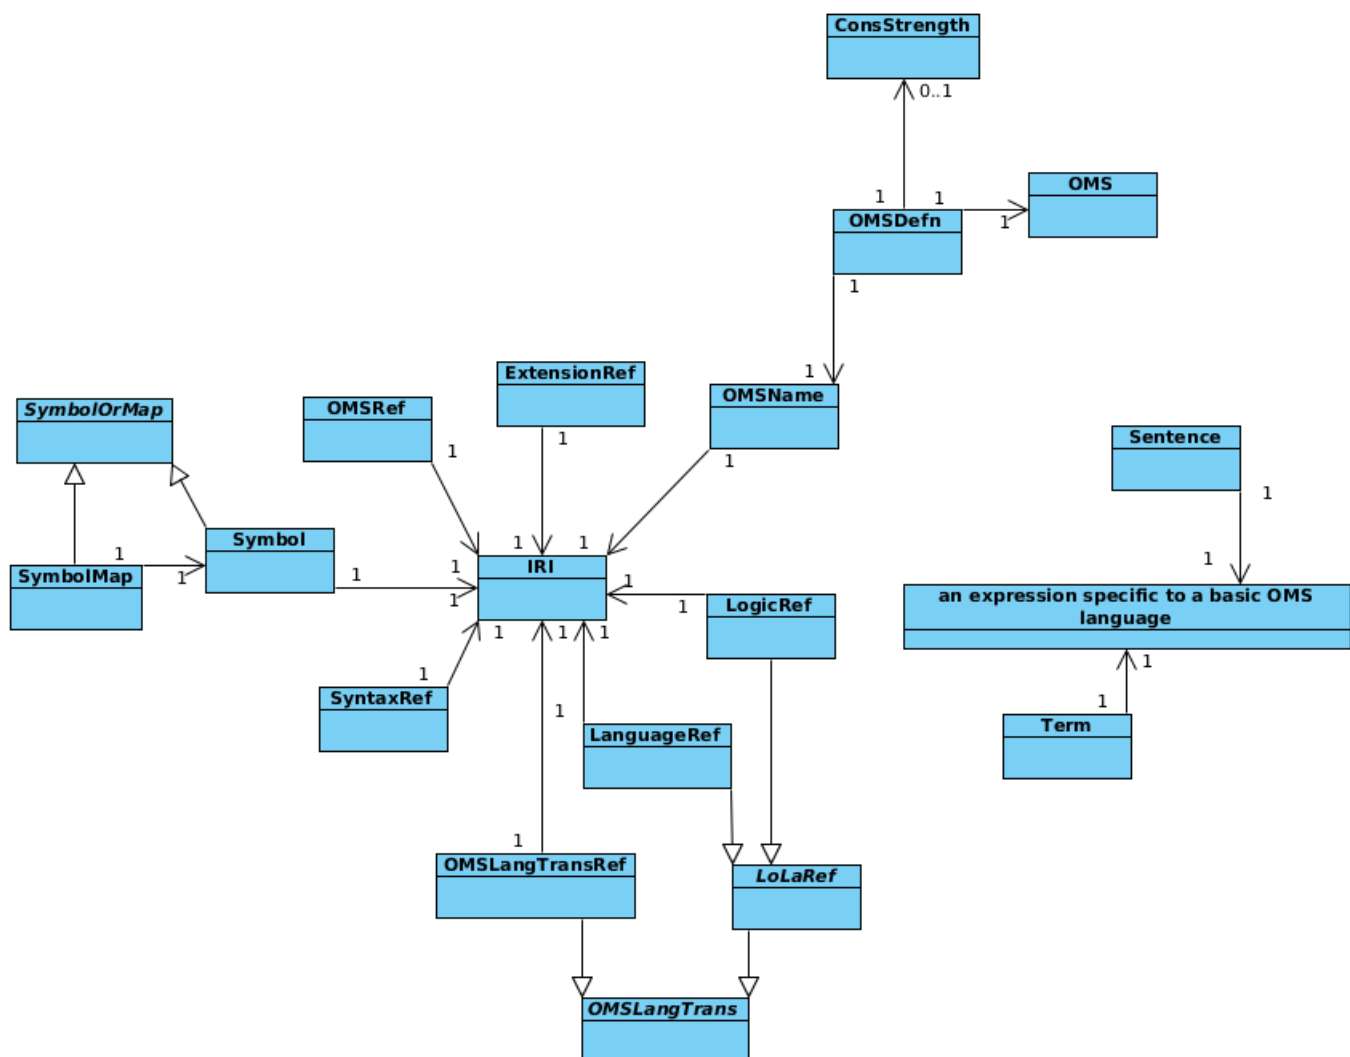 ConsStrength
0..1
OMS
1
1
1
OMSDefn
1
ExtensionRef
1
SymbolOrMap
OMSRef
OMSName
Sentence
1
1
1
1
Symbol
1
1
1
1
1
IRI
SymbolMap
1
1
1
1
1
LogicRef
an expression specific to a basic OMS
language
1
1
1
1
1
1
SyntaxRef
1
1
LanguageRef
Term
1
OMSLangTransRef
LoLaRef
OMSLangTrans